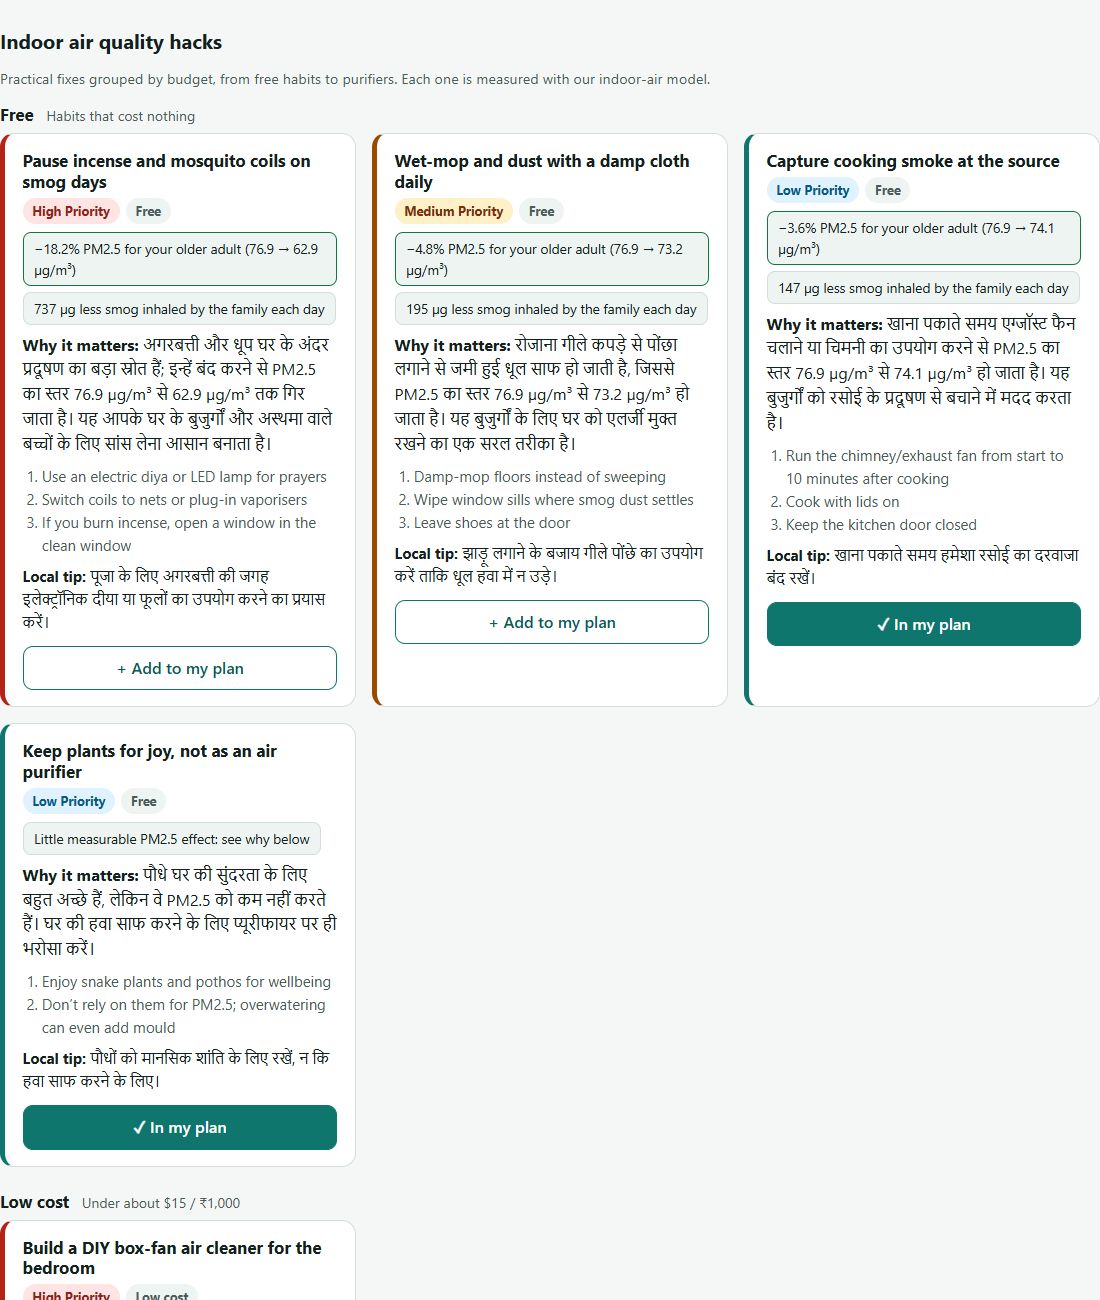 Indoor air quality hacks
Practical fixes grouped by budget, from free habits to purifiers. Each one is measured with our indoor-air model.
Free Habits that cost nothing
Pause incense and mosquito coils on
smog days
High Priority Free
−18.2% PM2.5 for your older adult (76.9 → 62.9
µg/m³)
737 µg less smog inhaled by the family each day
Why it matters: अगरबत्ती और धूप घर के अंदर
प्रदूषण का बड़ा स्रोत हैं; इन्हें बंद करने से PM2.5
का स्तर 76.9 µg/m³ से 62.9 µg/m³ तक गिर
जाता है। यह आपके घर के बुजुर्गों और अस्थमा वाले
बच्चों के लिए सांस लेना आसान बनाता है।
1. Use an electric diya or LED lamp for prayers
2. Switch coils to nets or plug-in vaporisers
3. If you burn incense, open a window in the
clean window
Local tip: पूजा के लिए अगरबत्ती की जगह
इलेक्ट्रॉनिक दीया या फूलों का उपयोग करने का प्रयास
करें।
+ Add to my plan
Wet-mop and dust with a damp cloth
daily
Medium Priority Free
−4.8% PM2.5 for your older adult (76.9 → 73.2
µg/m³)
195 µg less smog inhaled by the family each day
Why it matters: रोजाना गीले कपड़े से पोंछा
लगाने से जमी हुई धूल साफ हो जाती है, जिससे
PM2.5 का स्तर 76.9 µg/m³ से 73.2 µg/m³ हो
जाता है। यह बुजुर्गों के लिए घर को एलर्जी मुक्त
रखने का एक सरल तरीका है।
1. Damp-mop floors instead of sweeping
2. Wipe window sills where smog dust settles
3. Leave shoes at the door
Local tip: झाड़ू लगाने के बजाय गीले पोंछे का उपयोग
करें ताकि धूल हवा में न उड़े।
+ Add to my plan
Capture cooking smoke at the source
Low Priority Free
−3.6% PM2.5 for your older adult (76.9 → 74.1
µg/m³)
147 µg less smog inhaled by the family each day
Why it matters: खाना पकाते समय एग्जॉस्ट फैन
चलाने या चिमनी का उपयोग करने से PM2.5 का
स्तर 76.9 µg/m³ से 74.1 µg/m³ हो जाता है। यह
बुजुर्गों को रसोई के प्रदूषण से बचाने में मदद करता
है।
1. Run the chimney/exhaust fan from start to
10 minutes after cooking
2. Cook with lids on
3. Keep the kitchen door closed
Local tip: खाना पकाते समय हमेशा रसोई का दरवाजा
बंद रखें।
✓ In my plan
Keep plants for joy, not as an air
purifier
Low Priority Free
Little measurable PM2.5 effect: see why below
Why it matters: पौधे घर की सुंदरता के लिए
बहुत अच्छे हैं, लेकिन वे PM2.5 को कम नहीं करते
हैं। घर की हवा साफ करने के लिए प्यूरीफायर पर ही
भरोसा करें।
1. Enjoy snake plants and pothos for wellbeing
2. Don’t rely on them for PM2.5; overwatering
can even add mould
Local tip: पौधों को मानसिक शांति के लिए रखें, न कि
हवा साफ करने के लिए।
✓ In my plan
Low cost Under about $15 / ₹1,000
Build a DIY box-fan air cleaner for the
bedroom
High Priority Low cost